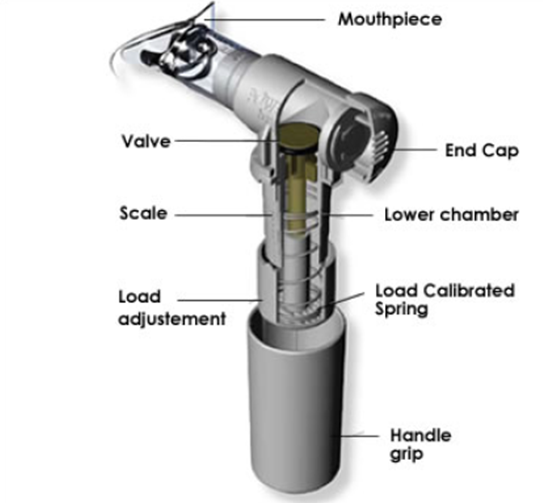 Mouthpiece
Valve
End Cap
Scale
Lower chamber
Load
adjustement
Load Calibrated
Spring
Handle
grip